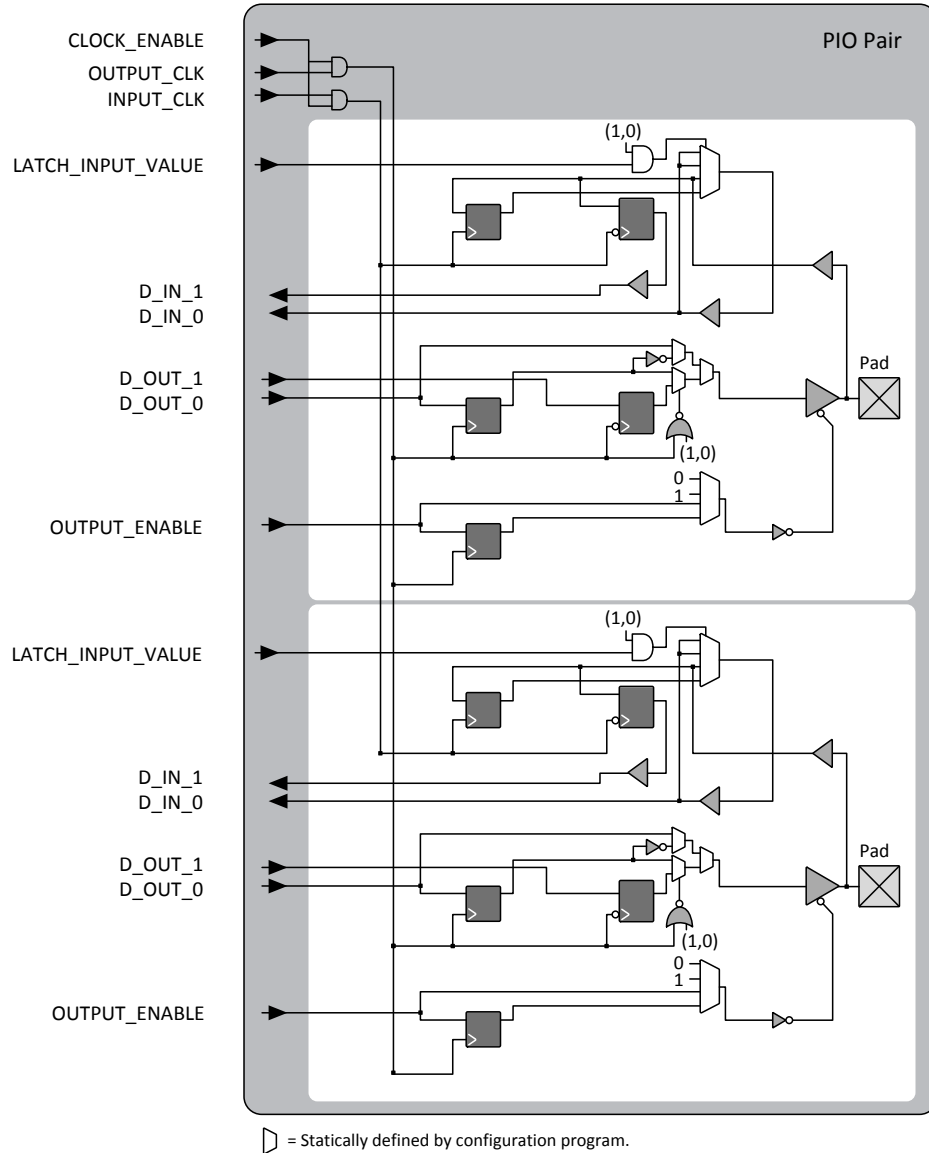 CLOCK_ENABLE
PIO Pair
OUTPUT_CLK
INPUT_CLK
(1,0)
LATCH_INPUT_VALUE
D_IN_1
D_IN_0
Pad
D_OUT_1
D_OUT_0
(1,0)
0
1
OUTPUT_ENABLE
(1,0)
LATCH_INPUT_VALUE
D_IN_1
D_IN_0
Pad
D_OUT_1
D_OUT_0
(1,0)
0
1
OUTPUT_ENABLE
= Statically defined by configuration program.